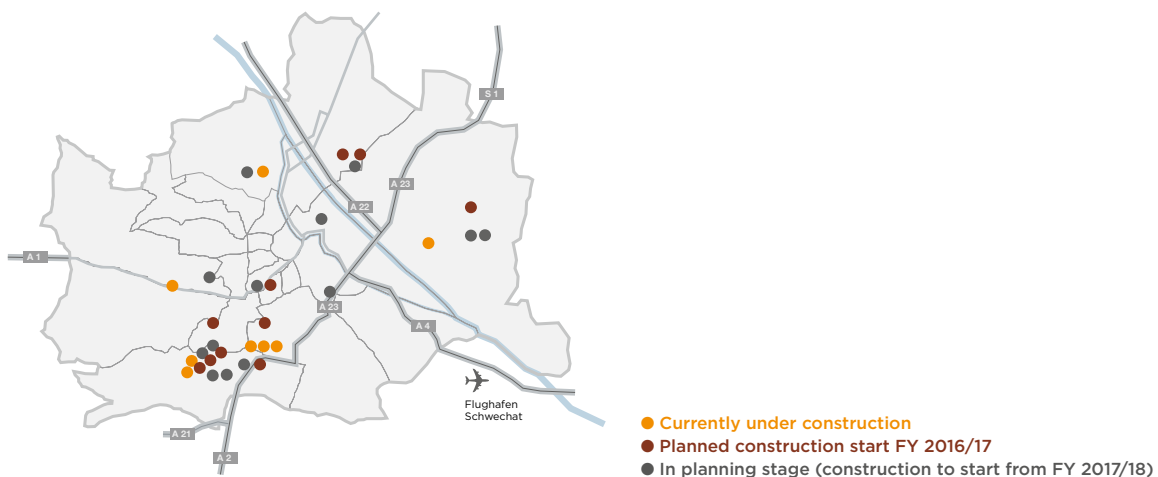 S 1
A 23
A 22
A 1
A 23
A 4
Flughafen
Schwechat
A 21
A 2
Currently under construction
Planned construction start FY 2016/17
In planning stage (construction to start from FY 2017/18)